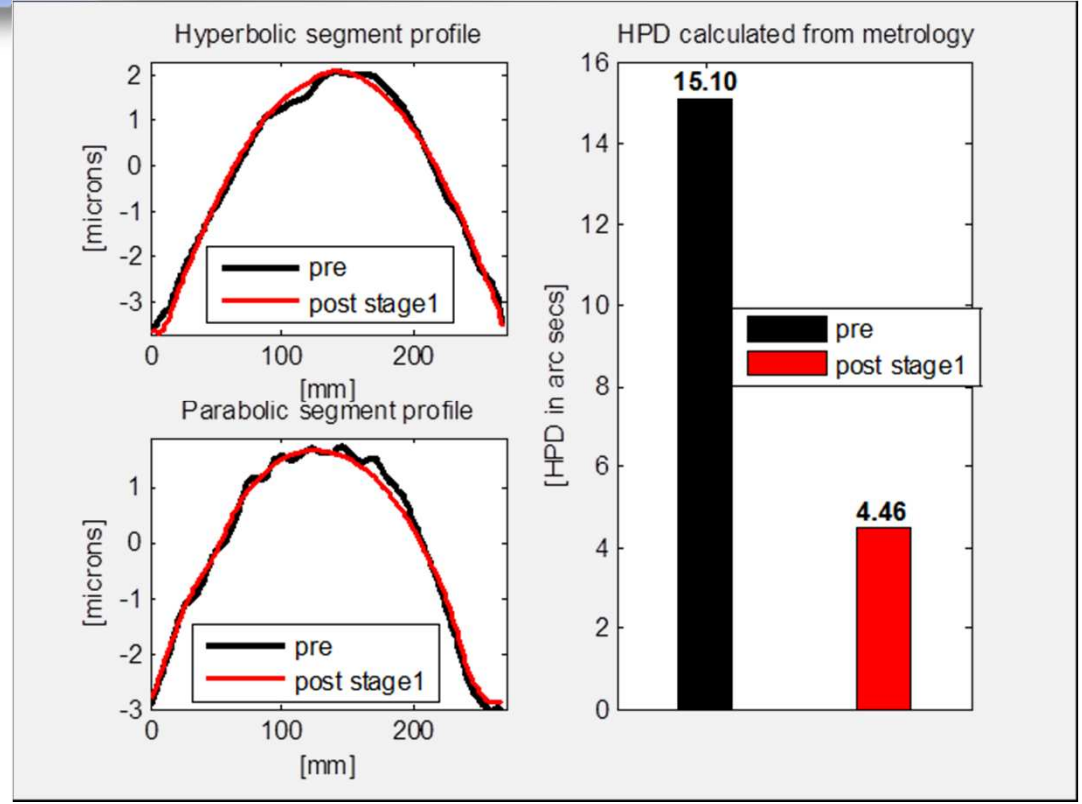 Hyperbolic segment profile
[microns]
2
1
0
-1
-2
-3
pre
post stage1
0
100
200
[mm]
Parabolic segment profile
[microns]
1
0
-1
-2
-3
pre
post stage1
0
100
200
[mm]
HPD calculated from metrology
[HPD in arc secs]
16
14
12
10
8
6
4
2
0
15.10
4.46
pre
post stage1